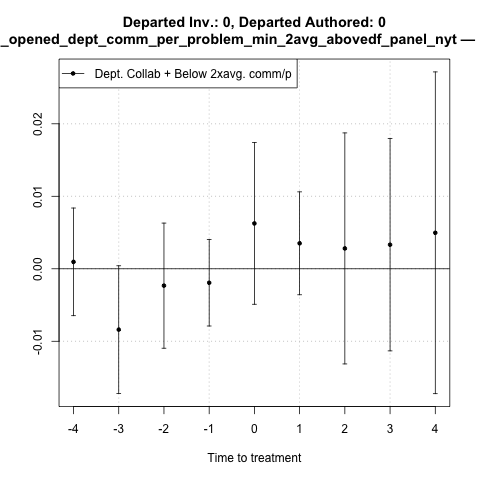 Departed Inv.: 0, Departed Authored: 0
_opened_dept_comm_per_problem_min_2avg_abovedf_panel_nyt —
Dept. Collab + Below 2xavg. comm/p
0.02
0.01
0.00
-0.01
-4 -3 -2 -1 0 1 2 3 4
Time to treatment